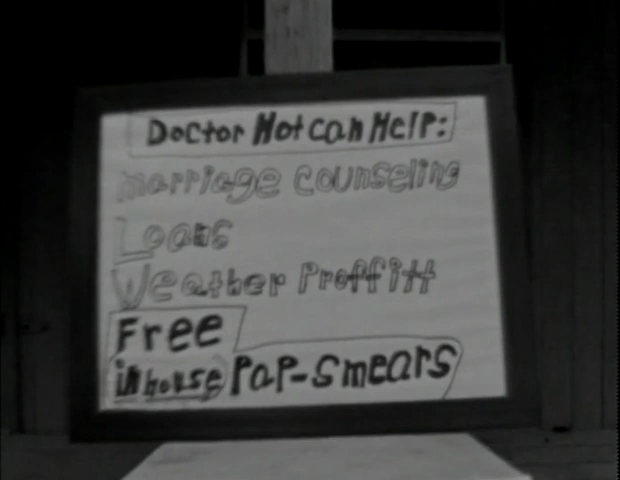 Doctor Hot can Help:
marriage counseling
Loans
Weather Proffitt
Free
in house Pap-smears